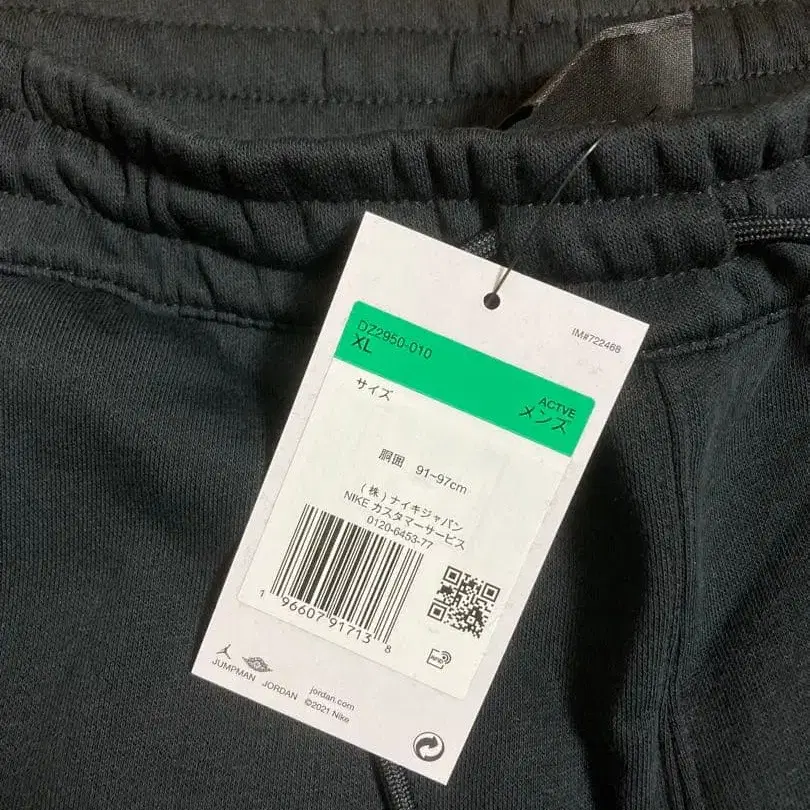 IM#722468
DZ2950-010
XL
ACTVE
メンズ
サイズ
胴囲 91~97cm
(株)ナイキジャパン
NIKE カスタマーサービス
0120-6453-77
1 96607 91713 8
RFID
JUMPMAN JORDAN
jordan.com
©2021 Nike